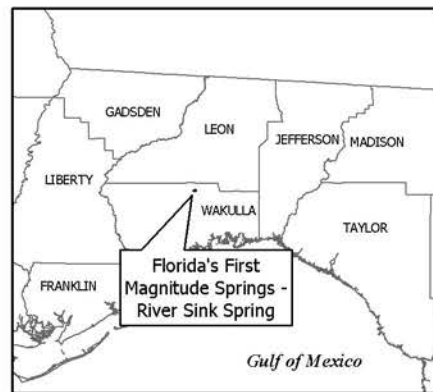 GADSDEN
LEON
JEFFERSON
MADISON
LIBERTY
WAKULLA
TAYLOR
FRANKLIN
Florida's First
Magnitude Springs -
River Sink Spring
Gulf of Mexico